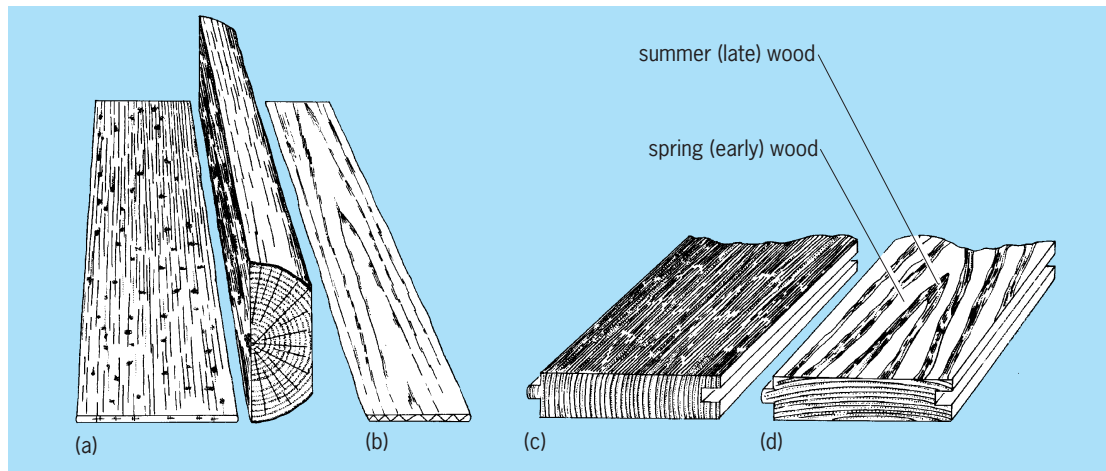 summer (late) wood
spring (early) wood
(a)
(b)
(c)
(d)